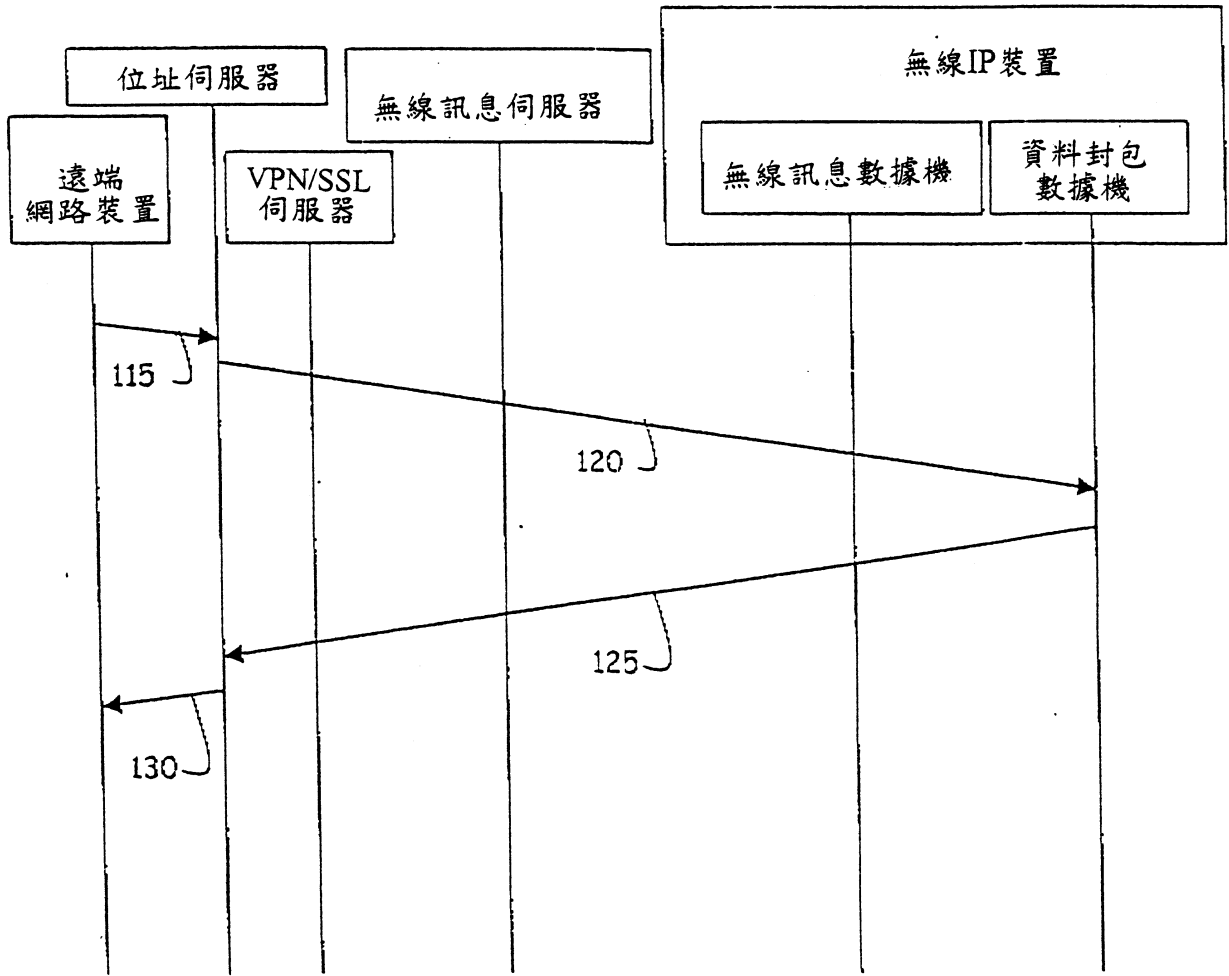 位址伺服器
無線訊息伺服器
無線IP裝置
遠端
網路裝置
VPN/SSL
伺服器
無線訊息數據機
資料封包
數據機
115
120
125
130